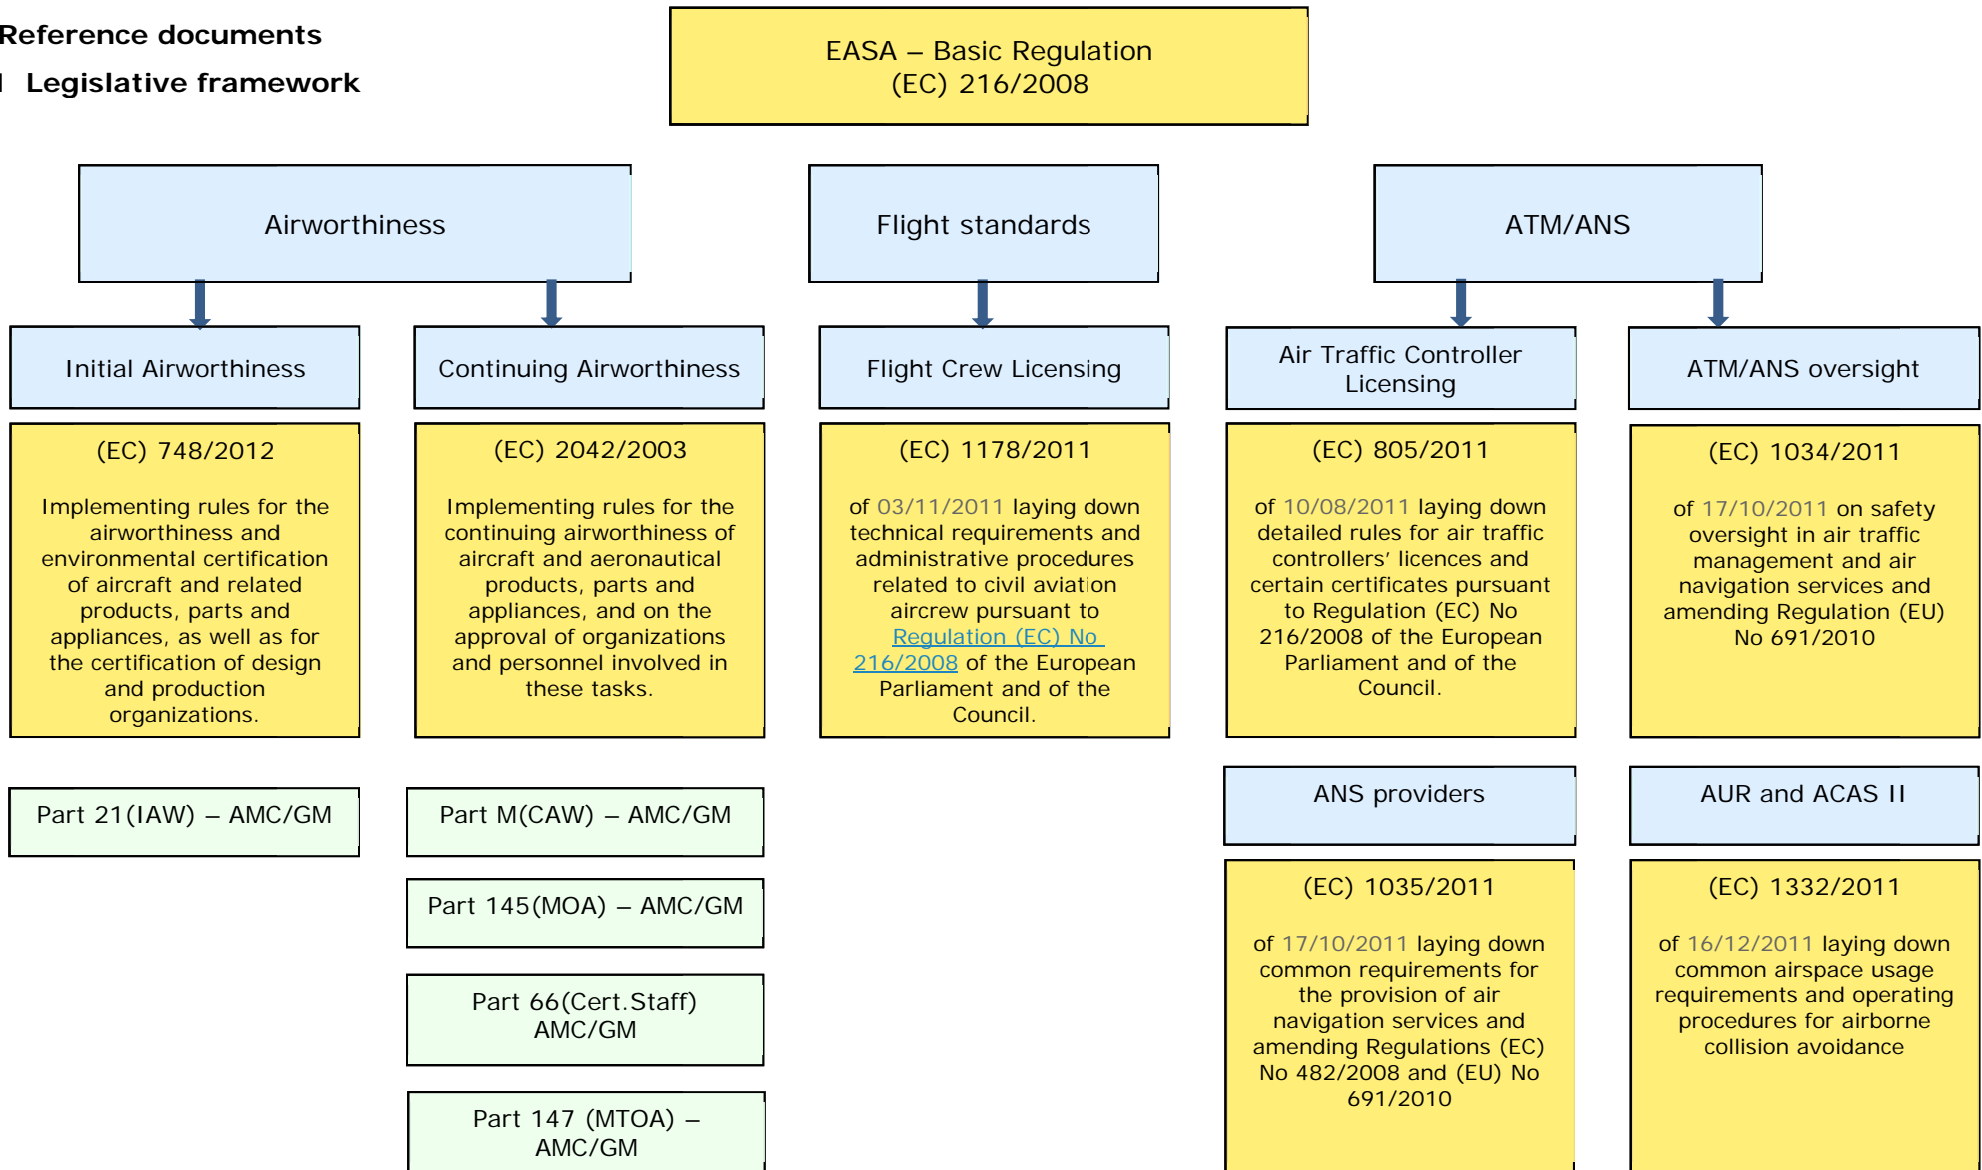 Reference documents
Legislative framework
EASA – Basic Regulation
(EC) 216/2008
Airworthiness
Flight standards
ATM/ANS
Initial Airworthiness
Continuing Airworthiness
Flight Crew Licensing
Air Traffic Controller
Licensing
ATM/ANS oversight
(EC) 748/2012
Implementing rules for the
airworthiness and
environmental certification
of aircraft and related
products, parts and
appliances, as well as for
the certification of design
and production
organizations.
(EC) 2042/2003
Implementing rules for the
continuing airworthiness of
aircraft and aeronautical
products, parts and
appliances, and on the
approval of organizations
and personnel involved in
these tasks.
(EC) 1178/2011
of 03/11/2011 laying down
technical requirements and
administrative procedures
related to civil aviation
aircrew pursuant to
Regulation (EC) No
216/2008 of the European
Parliament and of the
Council.
(EC) 805/2011
of 10/08/2011 laying down
detailed rules for air traffic
controllers’ licences and
certain certificates pursuant
to Regulation (EC) No
216/2008 of the European
Parliament and of the
Council.
(EC) 1034/2011
of 17/10/2011 on safety
oversight in air traffic
management and air
navigation services and
amending Regulation (EU)
No 691/2010
Part 21(IAW) – AMC/GM
Part M(CAW) – AMC/GM
Part 145(MOA) – AMC/GM
Part 66(Cert.Staff)
AMC/GM
Part 147 (MTOA) –
AMC/GM
ANS providers
AUR and ACAS II
(EC) 1035/2011
of 17/10/2011 laying down
common requirements for
the provision of air
navigation services and
amending Regulations (EC)
No 482/2008 and (EU) No
691/2010
(EC) 1332/2011
of 16/12/2011 laying down
common airspace usage
requirements and operating
procedures for airborne
collision avoidance